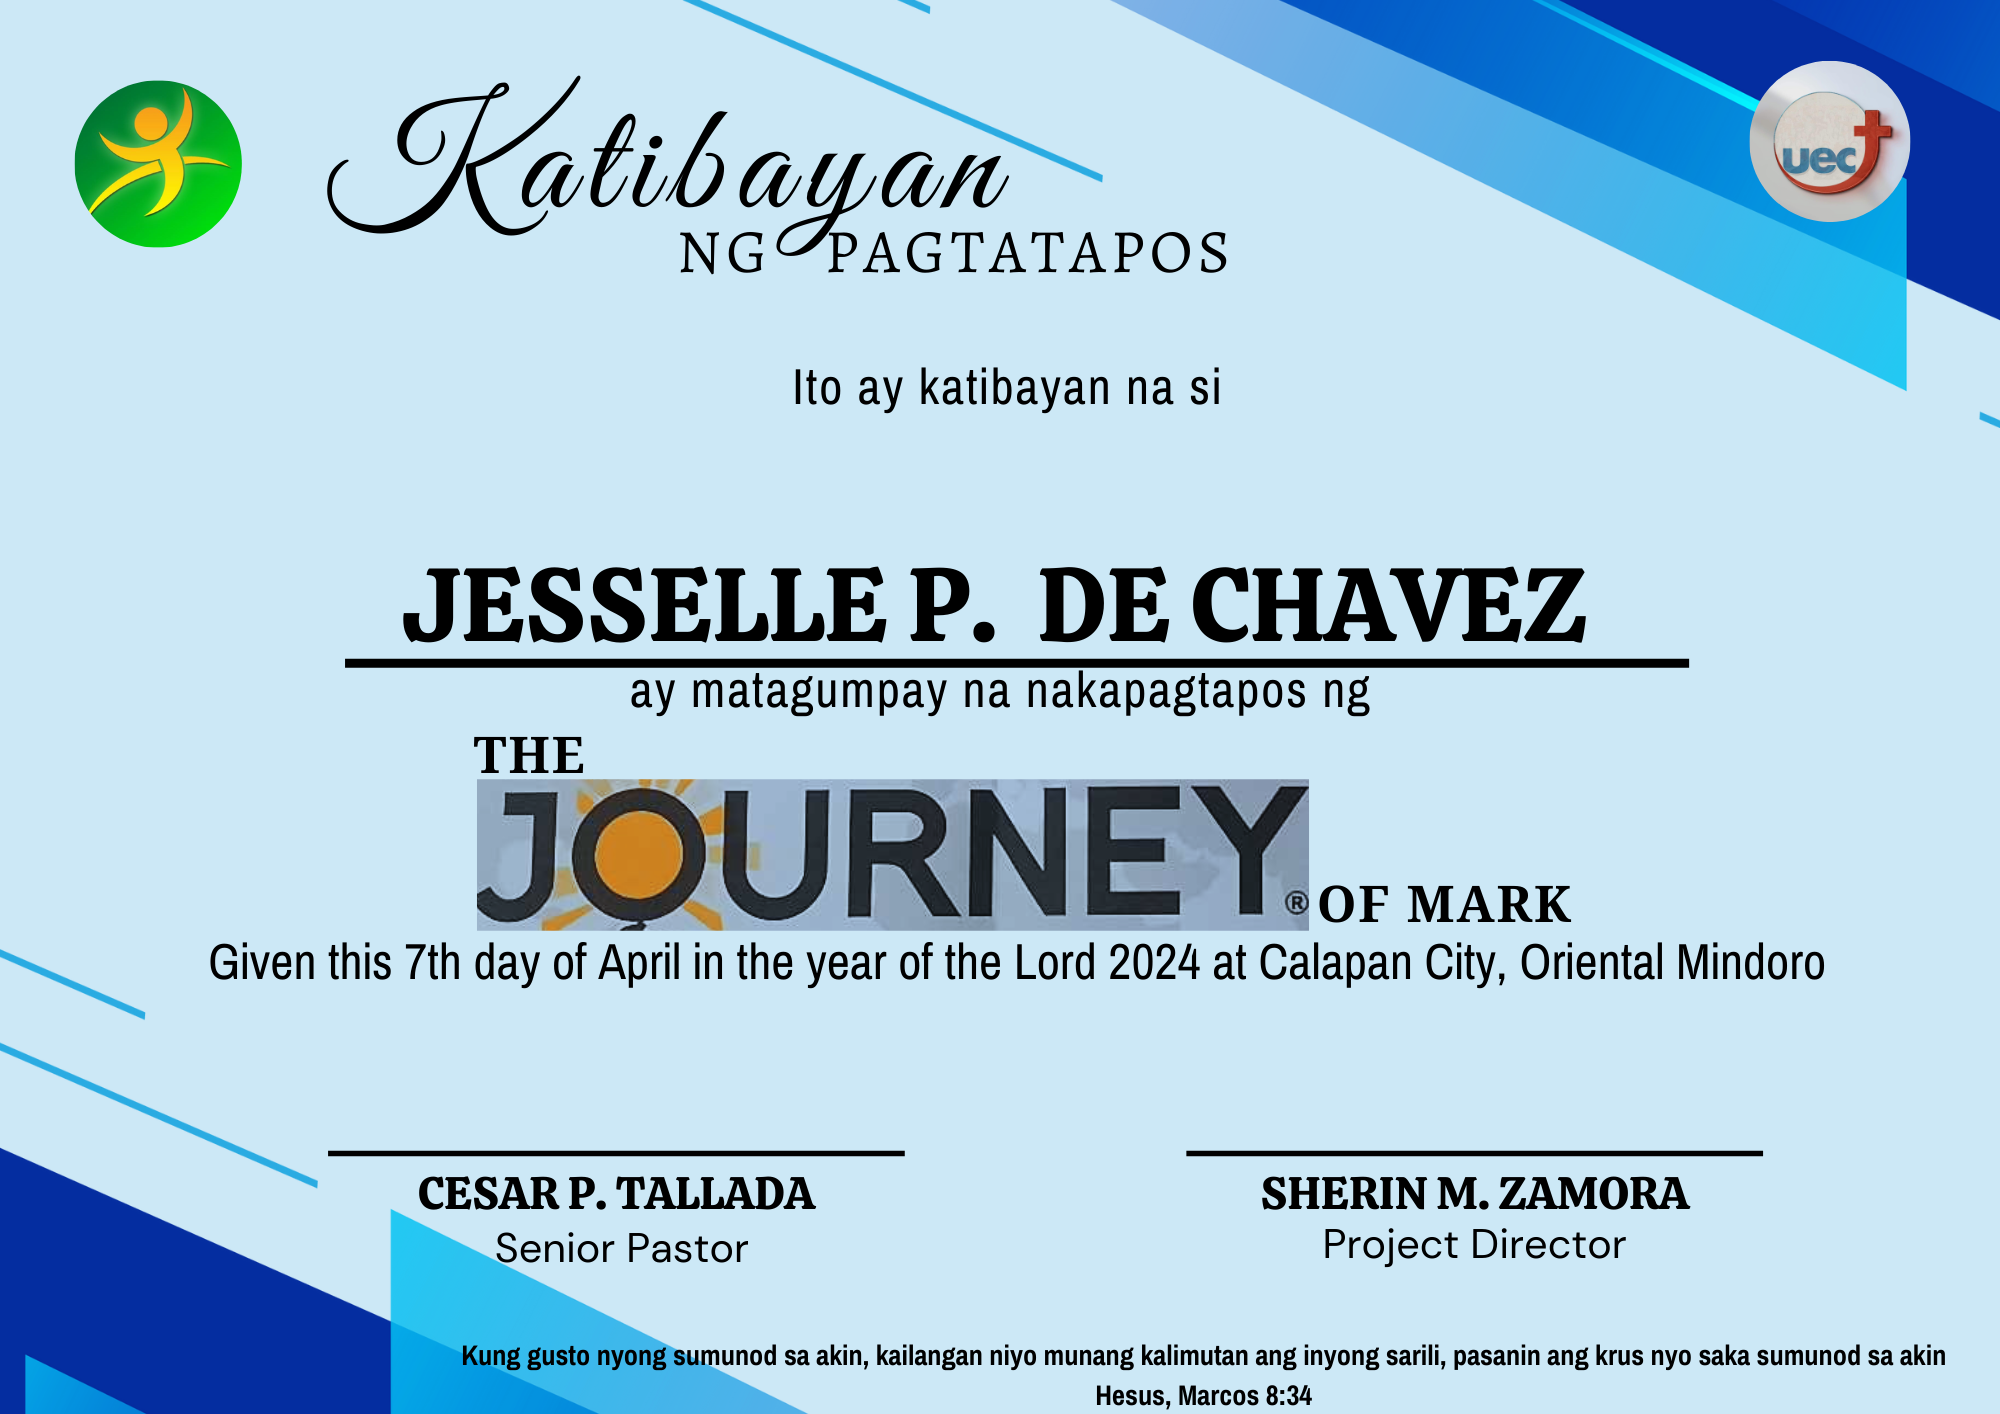 Katibayan
NG PAGTATAPOS
uec
Ito ay katibayan na si
JESSELLE P. DE CHAVEZ
ay matagumpay na nakapagtapos ng
THE
JOURNEY® OF MARK
Given this 7th day of April in the year of the Lord 2024 at Calapan City, Oriental Mindoro
CESAR P. TALLADA
Senior Pastor
SHERIN M. ZAMORA
Project Director
Kung gusto nyong sumunod sa akin, kailangan niyo munang kalimutan ang inyong sarili, pasanin ang krus nyo saka sumunod sa akin
Hesus, Marcos 8:34